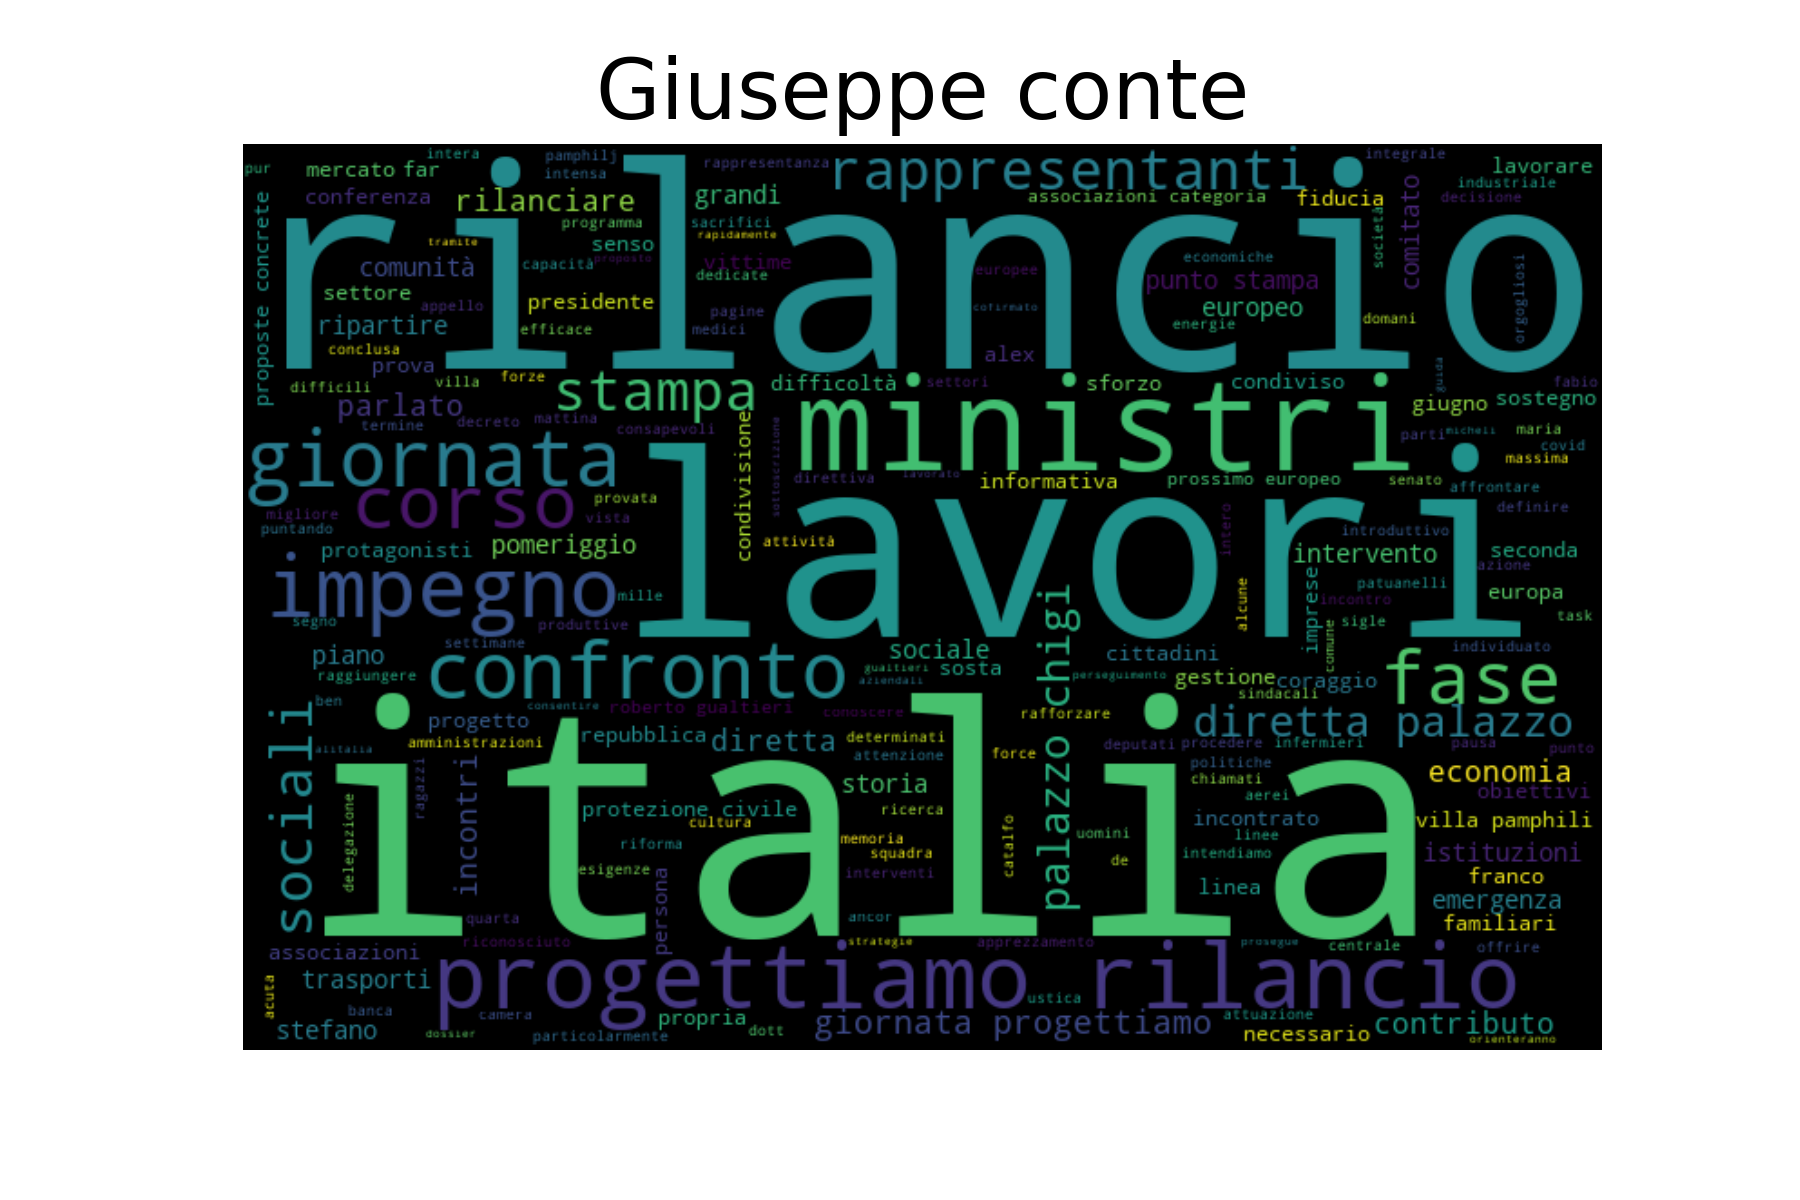 Giuseppe conte
intera
pamphilj
rappresentanza
rappresentanti
integrale
lavorare
pur
mercato far
intensa
industriale
conferenza
rilanciare
grandi
associazioni categoria
fiducia
decisione
comitato
proposte concrete
programma
sacrifici
società
rilancio
tramite
senso
rapidamente
comunità
capacità
proposto
vittime
dedicate
europee
economiche
punto stampa
orgogliosi
settore
appello
presidente
pagine
cofirmato
europeo
ripartire
efficace
medici
energie
domani
conclusa
prova
alex
guida
difficili
villa
forze
stampa
difficoltà
settori
sforzo
condiviso
fabio
parlato
ministri
giugno
sostegno
termine
decreto
mattina
consapevoli
condivisione
sottoscrizione
parti
micheli
maria
covid
massima
giornata
direttiva
lavorato
informativa
prossimo europeo
senato
affrontare
corso
provata
lavori
definire
migliore
vista
intero
puntando
introduttivo
protagonisti
pomeriggio
attività
intervento
seconda
azione
impegno
mille
alcune
imprese
patuanelli
europa
incontro
segno
produttive
comune
sigle
task
settimane
piano
confronto
sociale
palazzo chigi
cittadini
individuato
raggiungere
gualtieri
sosta
aziendali
perseguimento
gestione
coraggio
fase
sindacali
sociali
ben
consentire
roberto gualtieri
conoscere
rafforzare
progetto
diretta palazzo
alitalia
amministrazioni
repubblica
diretta
determinati
attenzione
force
deputati
procedere
infermieri
pausa
punto
italia
ragazzi
incontri
storia
politiche
chiamati
economia
delegazione
aerei
obiettivi
protezione civile
cultura
ricerca
catalfo
incontrato
villa pamphili
riforma
memoria
squadra
uomini
linee
de
intendiamo
istituzioni
esigenze
interventi
linea
franco
persona
emergenza
quarta
ancor
familiari
associazioni
riconosciuto
strategie
apprezzamento
prosegue
centrale
offrire
trasporti
progettiamo rilancio
acuta
ustica
banca
camera
propria
giornata progettiamo
attuazione
contributo
stefano
dossier
particolarmente
dott
necessario
orienteranno